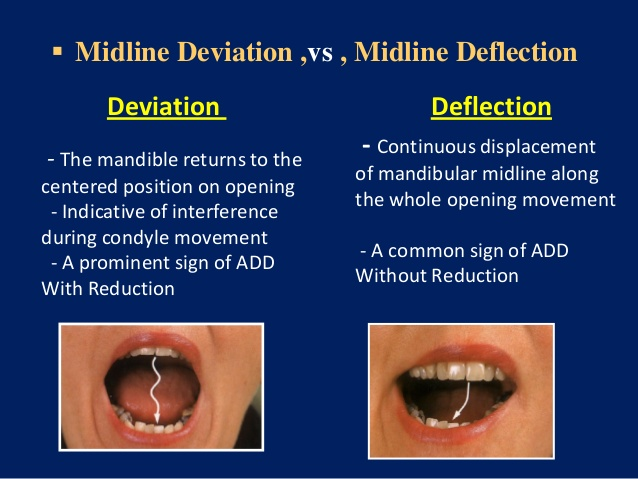 ▪ Midline Deviation ,vs , Midline Deflection
Deviation
- The mandible returns to the
centered position on opening
- Indicative of interference
during condyle movement
- A prominent sign of ADD
With Reduction
Deflection
- Continuous displacement
of mandibular midline along
the whole opening movement
- A common sign of ADD
Without Reduction